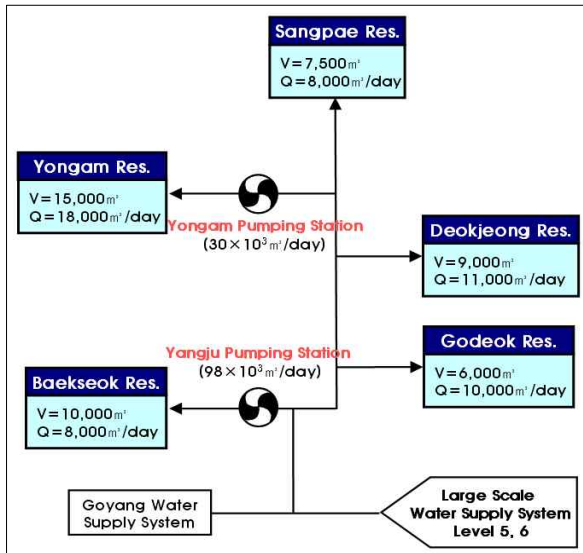 Sangpae Res.
V=7,500㎥
Q=8,000㎥/day
Yongam Res.
V=15,000㎥
Q=18,000㎥/day
Yongam Pumping Station
(30×10³㎥/day)
Deokjeong Res.
V=9,000㎥
Q=11,000㎥/day
Yangju Pumping Station
(98×10³㎥/day)
Godeok Res.
V=6,000㎥
Q=10,000㎥/day
Baekseok Res.
V=10,000㎥
Q=8,000㎥/day
Goyang Water
Supply System
Large Scale
Water Supply System
Level 5, 6